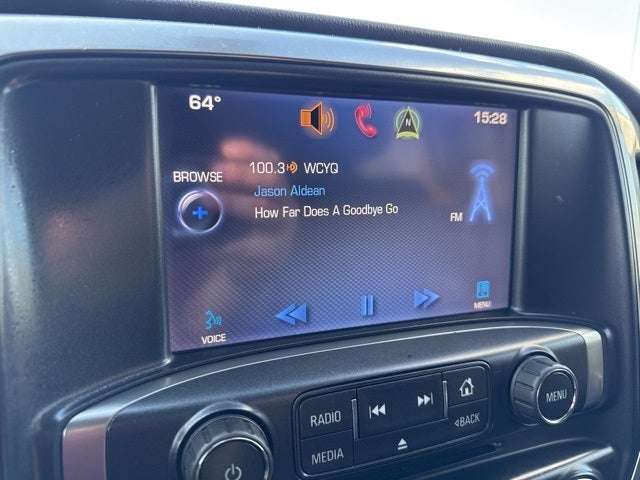 64°
N
15:28
100.3 WCYQ
BROWSE
Jason Aldean
How Far Does A Goodbye Go
FM
VOICE
MENU
RADIO
MENU
BACK
MEDIA